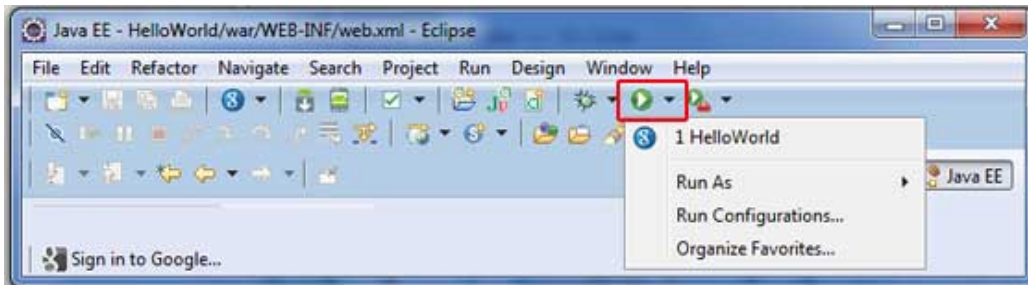 Java EE - HelloWorld/war/WEB-INF/web.xml - Eclipse
File Edit Refactor Navigate Search Project Run Design Window Help
1 HelloWorld
Run As
Java EE
Run Configurations...
Organize Favorites...
Sign in to Google...